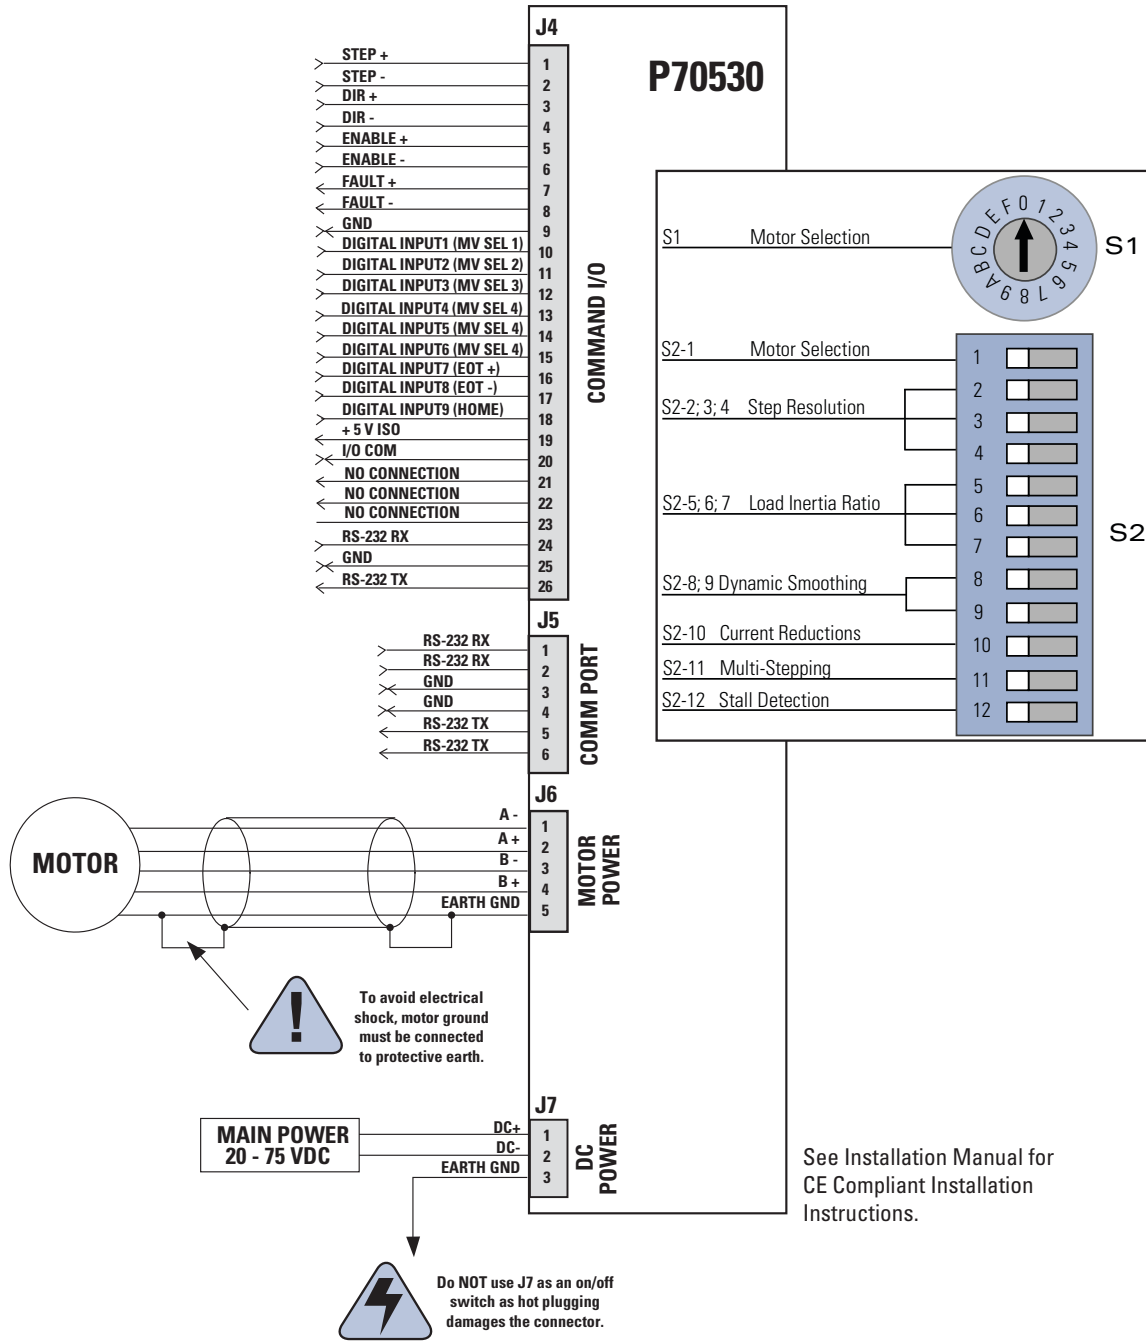 J4
P70530
STEP + 1
STEP - 2
DIR + 3
DIR - 4
ENABLE + 5
ENABLE - 6
FAULT + 7
FAULT - 8
GND 9
DIGITAL INPUT1 (MV SEL 1) 10
DIGITAL INPUT2 (MV SEL 2) 11
DIGITAL INPUT3 (MV SEL 3) 12
DIGITAL INPUT4 (MV SEL 4) 13
DIGITAL INPUT5 (MV SEL 4) 14
DIGITAL INPUT6 (MV SEL 4) 15
DIGITAL INPUT7 (EOT +) 16
DIGITAL INPUT8 (EOT -) 17
DIGITAL INPUT9 (HOME) 18
+ 5 V ISO 19
I/O COM 20
NO CONNECTION 21
NO CONNECTION 22
NO CONNECTION 23
RS-232 RX 24
GND 25
RS-232 TX 26
COMMAND I/O
S1 Motor Selection
0 1 2 3 4 5 6 7 8 9 A B C D E F
S1
S2-1 Motor Selection
S2-2; 3; 4 Step Resolution
S2-5; 6; 7 Load Inertia Ratio
S2-8; 9 Dynamic Smoothing
S2-10 Current Reductions
S2-11 Multi-Stepping
S2-12 Stall Detection
1
2
3
4
5
6
7
8
9
10
11
12
S2
J5
RS-232 RX 1
RS-232 RX 2
GND 3
GND 4
RS-232 TX 5
RS-232 TX 6
COMM PORT
J6
MOTOR
A - 1
A + 2
B - 3
B + 4
EARTH GND 5
MOTOR
POWER
!
To avoid electrical
shock, motor ground
must be connected
to protective earth.
J7
MAIN POWER
20 - 75 VDC
DC+ 1
DC- 2
EARTH GND 3
DC
POWER
See Installation Manual for
CE Compliant Installation
Instructions.
Do NOT use J7 as an on/off
switch as hot plugging
damages the connector.